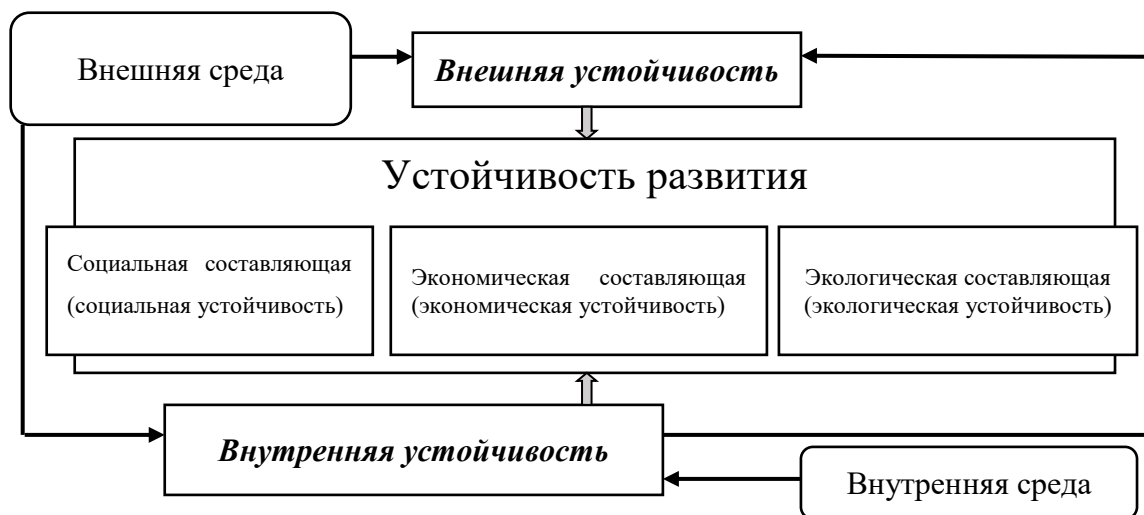 Внешняя среда
Внешняя устойчивость
Устойчивость развития
Социальная составляющая
(социальная устойчивость)
Экономическая составляющая
(экономическая устойчивость)
Экологическая составляющая
(экологическая устойчивость)
Внутренняя устойчивость
Внутренняя среда